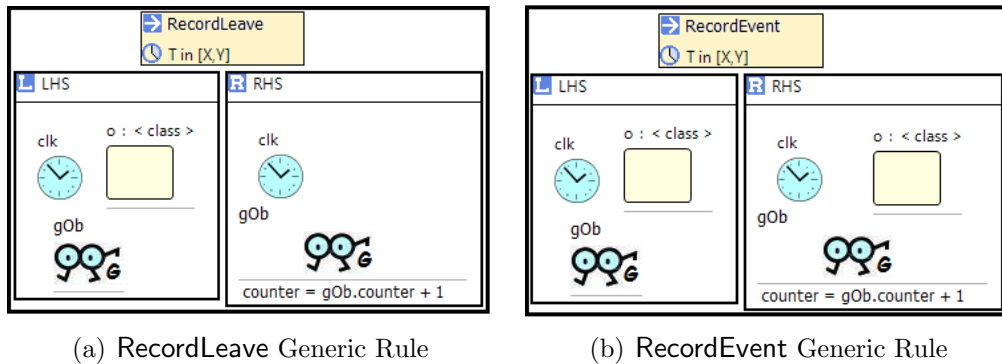 RecordLeave
T in [X,Y]
L LHS
R RHS
clk
o : < class >
gOb
G
clk
gOb
G
counter = gOb.counter + 1
(a) RecordLeave Generic Rule
RecordEvent
T in [X,Y]
L LHS
R RHS
clk
o : < class >
gOb
G
clk
o : < class >
gOb
G
counter = gOb.counter + 1
(b) RecordEvent Generic Rule